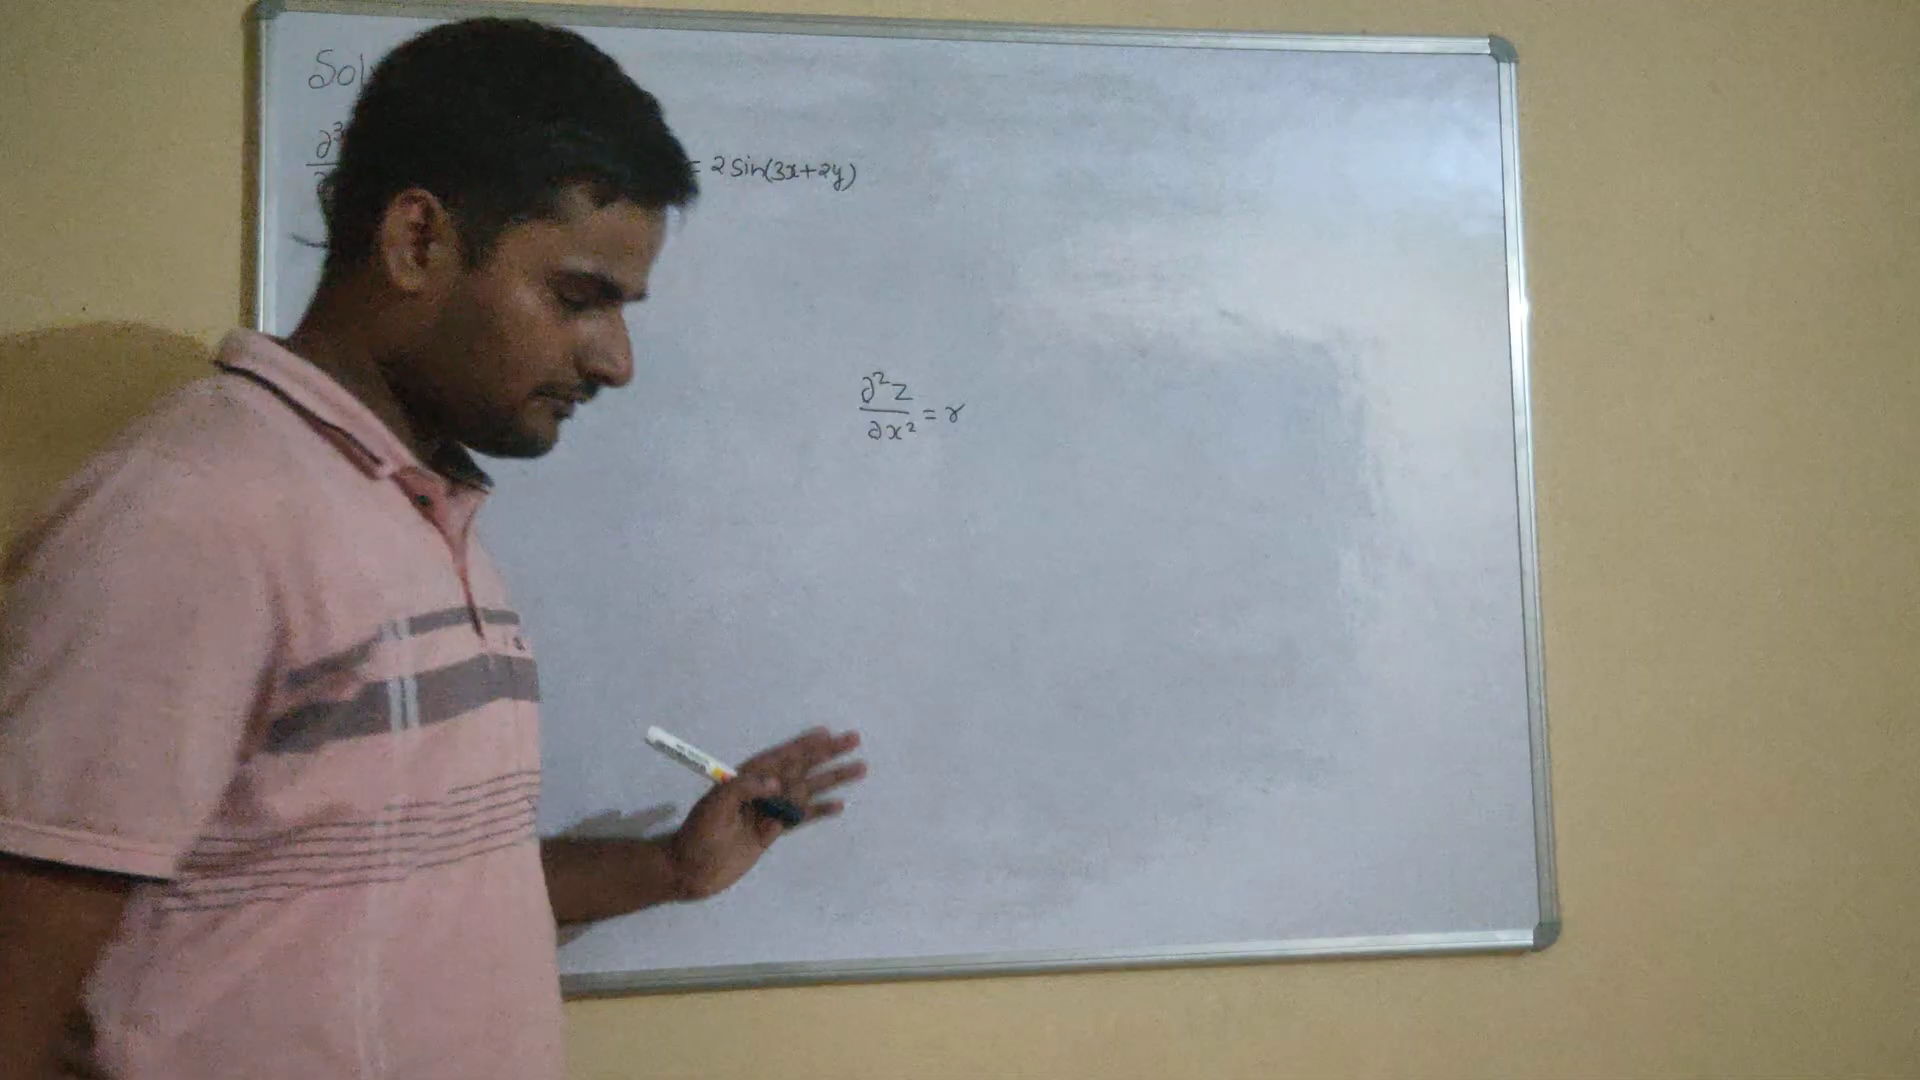 Sol
∂³ = 2 sin(3x+2y)
∂²z/∂x² = r